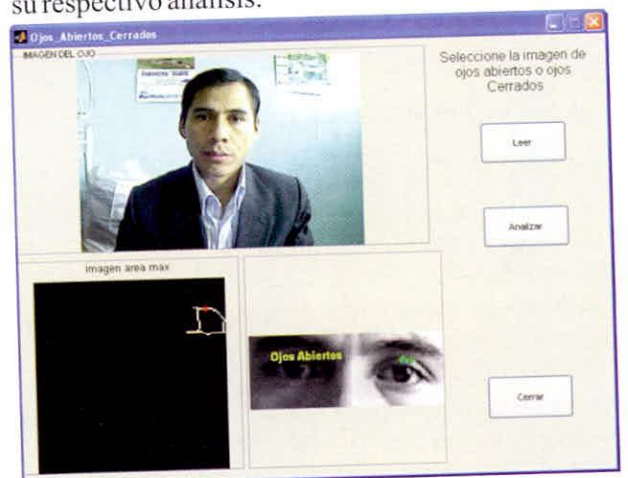 su respectivo análisis.
Ojos_Abiertos_Cerrados
IMAGEN DEL OJO
Seleccione la imagen de
ojos abiertos o ojos
Cerrados
Leer
Analizar
imagen area max
Ojos Abiertos
Cerrar